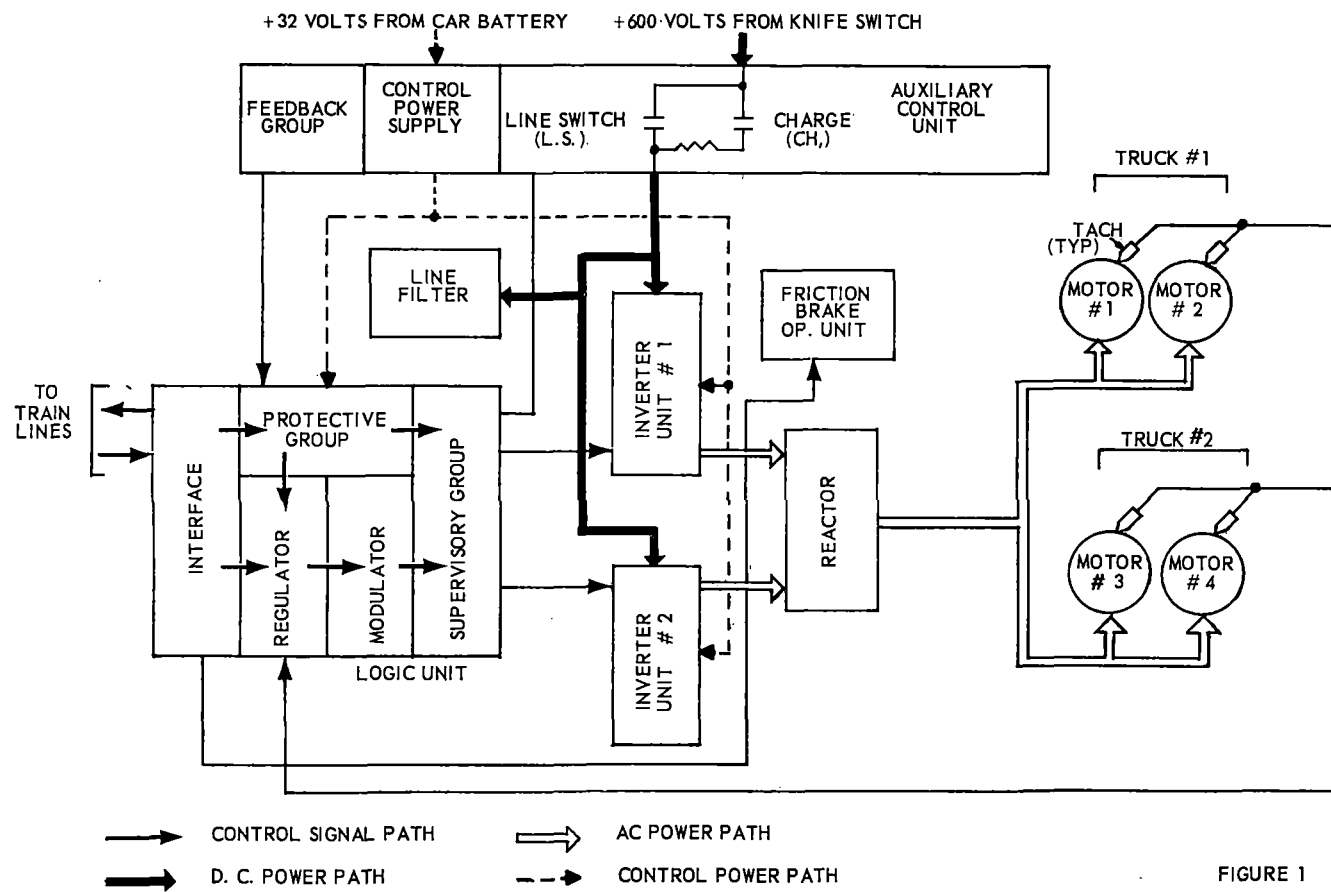 +32 VOLTS FROM CAR BATTERY
+600 VOLTS FROM KNIFE SWITCH
FEEDBACK
GROUP
CONTROL
POWER
SUPPLY
LINE SWITCH
(L.S.)
CHARGE
(CH,)
AUXILIARY
CONTROL
UNIT
TRUCK #1
TACH
(TYP)
MOTOR
#1
MOTOR
#2
LINE
FILTER
FRICTION
BRAKE
OP. UNIT
INVERTER
UNIT #1
TO
TRAIN
LINES
INTERFACE
PROTECTIVE
GROUP
REGULATOR
MODULATOR
SUPERVISORY GROUP
LOGIC UNIT
INVERTER
UNIT #2
REACTOR
TRUCK #2
MOTOR
#3
MOTOR
#4
CONTROL SIGNAL PATH
AC POWER PATH
D. C. POWER PATH
CONTROL POWER PATH
FIGURE 1